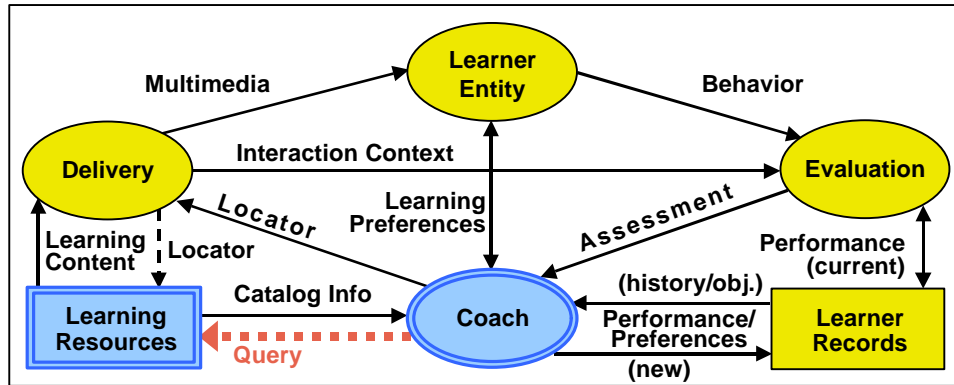 Learner
Entity
Multimedia
Behavior
Delivery
Interaction Context
Evaluation
Learning
Preferences
Locator
Assessment
Learning
Content
Locator
Performance
(current)
Learning
Resources
Catalog Info
Query
Coach
(history/obj.)
Performance/
Preferences
(new)
Learner
Records